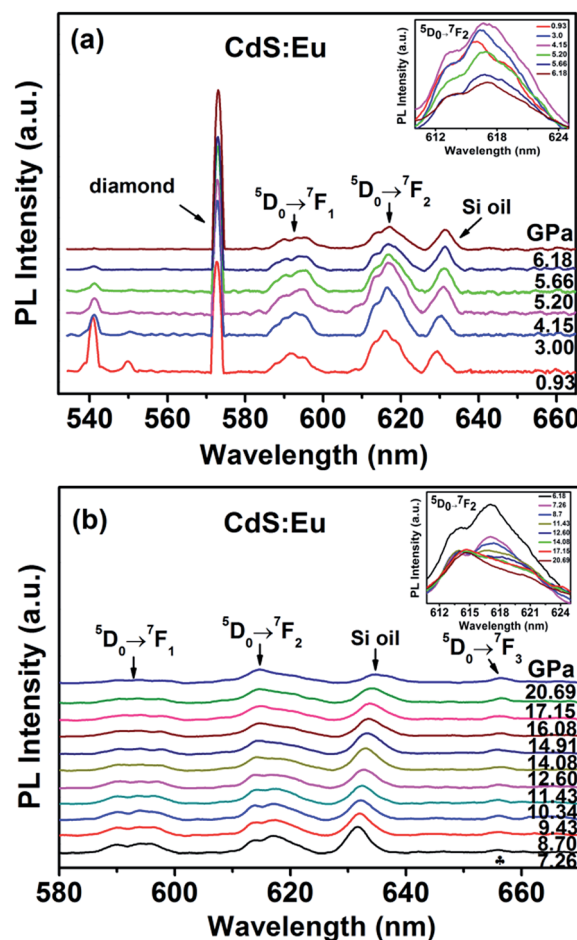 (a)
CdS:Eu
⁵D₀→⁷F₂
0.93
3.0
4.15
5.20
5.66
6.18
PL Intensity (a.u.)
612 618 624
Wavelength (nm)
diamond
⁵D₀→⁷F₁
⁵D₀→⁷F₂
Si oil
GPa
6.18
5.66
5.20
4.15
3.00
0.93
PL Intensity (a.u.)
540 560 580 600 620 640 660
Wavelength (nm)
(b)
CdS:Eu
⁵D₀→⁷F₂
6.18
7.26
8.7
11.43
12.60
14.08
17.15
20.69
PL Intensity (a.u.)
612 615 618 621 624
Wavelength (nm)
⁵D₀→⁷F₁
⁵D₀→⁷F₂
Si oil
⁵D₀→⁷F₃
GPa
20.69
17.15
16.08
14.91
14.08
12.60
11.43
10.34
9.43
8.70
7.26
♣
PL Intensity (a.u.)
580 600 620 640 660
Wavelength (nm)